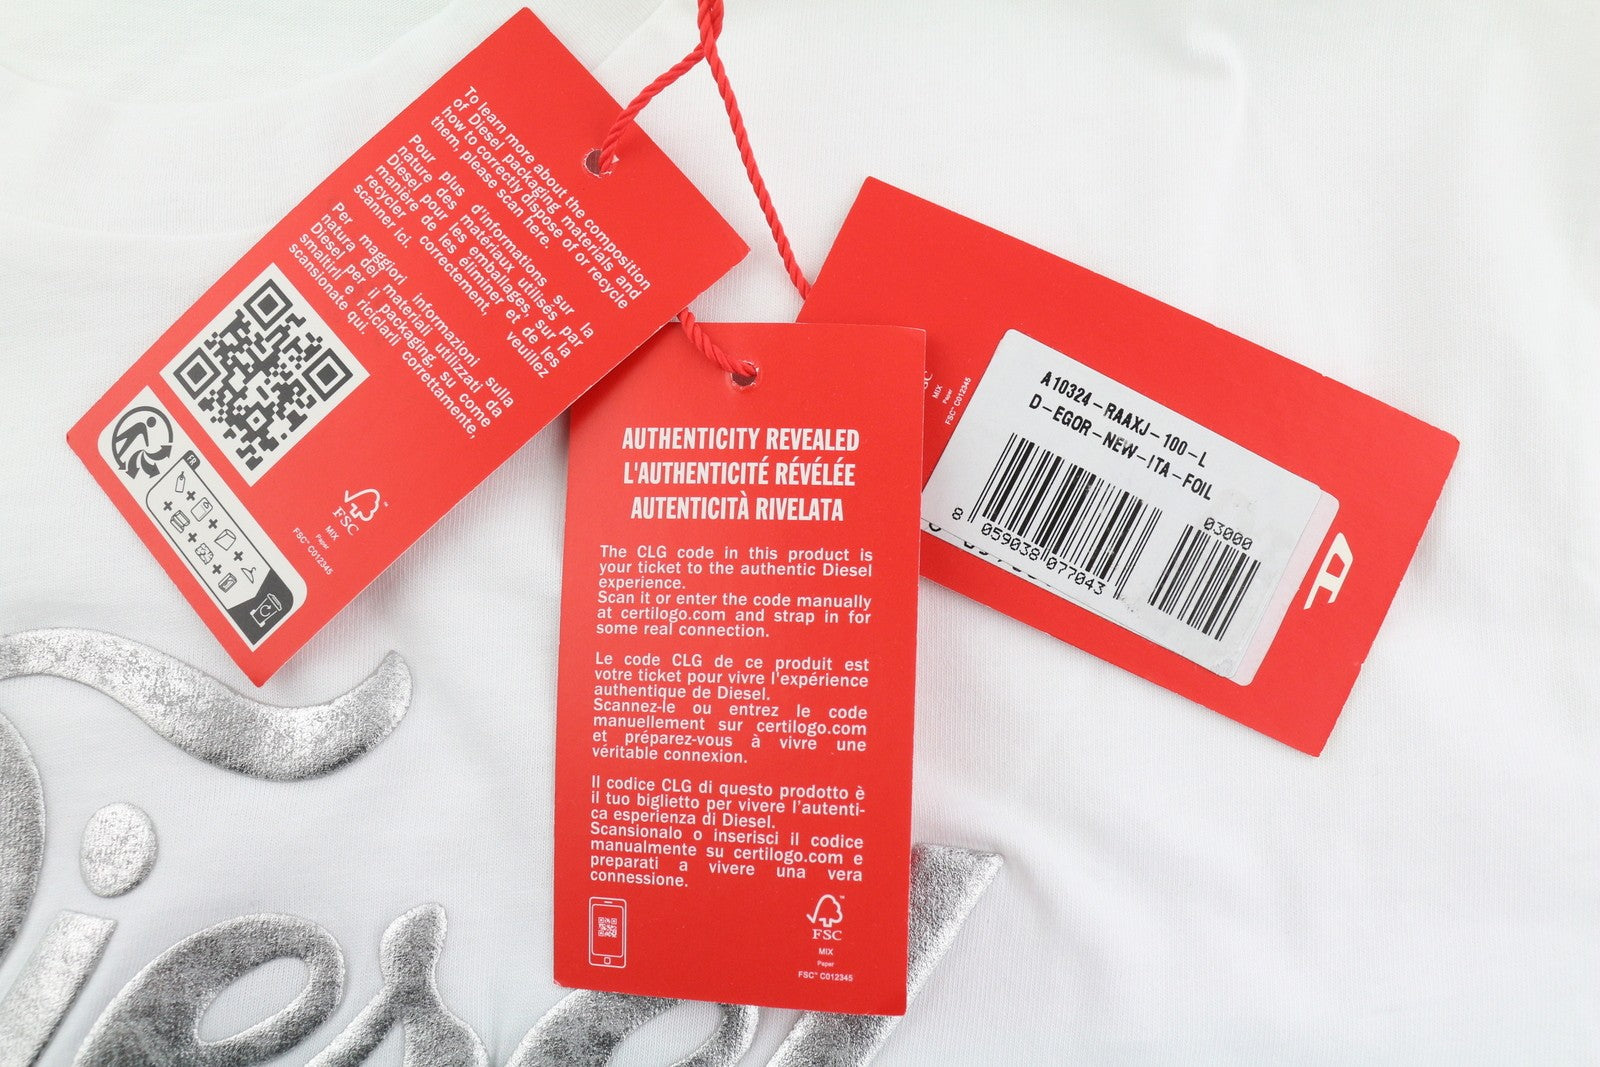 To learn more about the composition
of Diesel packaging materials and
how to correctly dispose of or recycle
them, please scan here.
Pour plus d'informations sur la
nature des matériaux utilisés par
Diesel pour les emballages, sur la
manière de les éliminer et de les
recycler correctement, veuillez
scanner ici.
Per maggiori informazioni sulla
natura dei materiali utilizzati da
Diesel per il packaging, su come
smaltirli e riciclarli correttamente,
scansionate qui.
FR
FSC
MIX
Paper
FSC™ C012345
AUTHENTICITY REVEALED
L'AUTHENTICITÉ RÉVÉLÉE
AUTENTICITÀ RIVELATA
The CLG code in this product is
your ticket to the authentic Diesel
experience.
Scan it or enter the code manually
at certilogo.com and strap in for
some real connection.
Le code CLG de ce produit est
votre ticket pour vivre l'expérience
authentique de Diesel.
Scannez-le ou entrez le code
manuellement sur certilogo.com
et préparez-vous à vivre une
véritable connexion.
Il codice CLG di questo prodotto è
il tuo biglietto per vivere l'autenti-
ca esperienza di Diesel.
Scansionalo o inserisci il codice
manualmente su certilogo.com e
preparati a vivere una vera
connessione.
FSC
MIX
Paper
FSC™ C012345
FSC
MIX
Paper
FSC™ C012345
A10324-RAAXJ-100-L
D-EGOR-NEW-ITA-FOIL
03000
8 059038 077043
D
Diesel